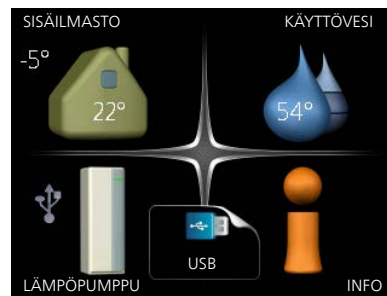 SISÄILMASTO
KÄYTTÖVESI
-5°
22°
54°
USB
LÄMPÖPUMPPU
INFO